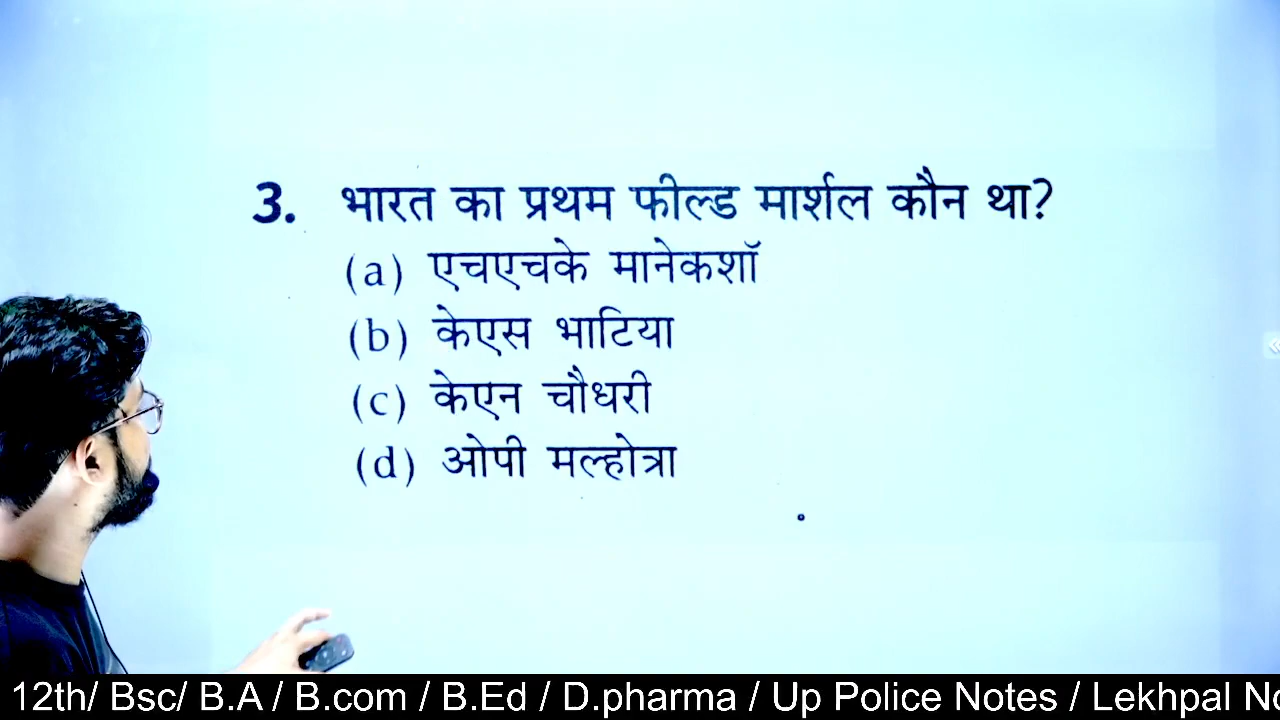 3. भारत का प्रथम फील्ड मार्शल कौन था?
(a) एचएचके मानेकशॉ
(b) केएस भाटिया
(c) केएन चौधरी
(d) ओपी मल्होत्रा
12th/ Bsc/ B.A / B.com / B.Ed / D.pharma / Up Police Notes / Lekhpal No